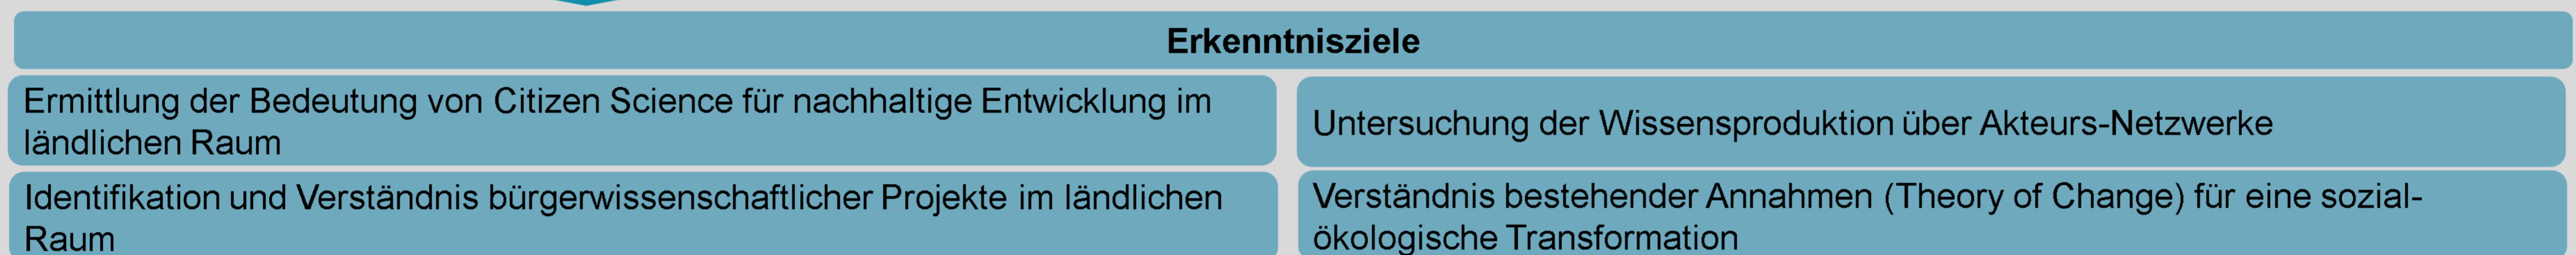 Erkenntnisziele
Ermittlung der Bedeutung von Citizen Science für nachhaltige Entwicklung im
ländlichen Raum
Untersuchung der Wissensproduktion über Akteurs-Netzwerke
Identifikation und Verständnis bürgerwissenschaftlicher Projekte im ländlichen
Raum
Verständnis bestehender Annahmen (Theory of Change) für eine sozial-
ökologische Transformation